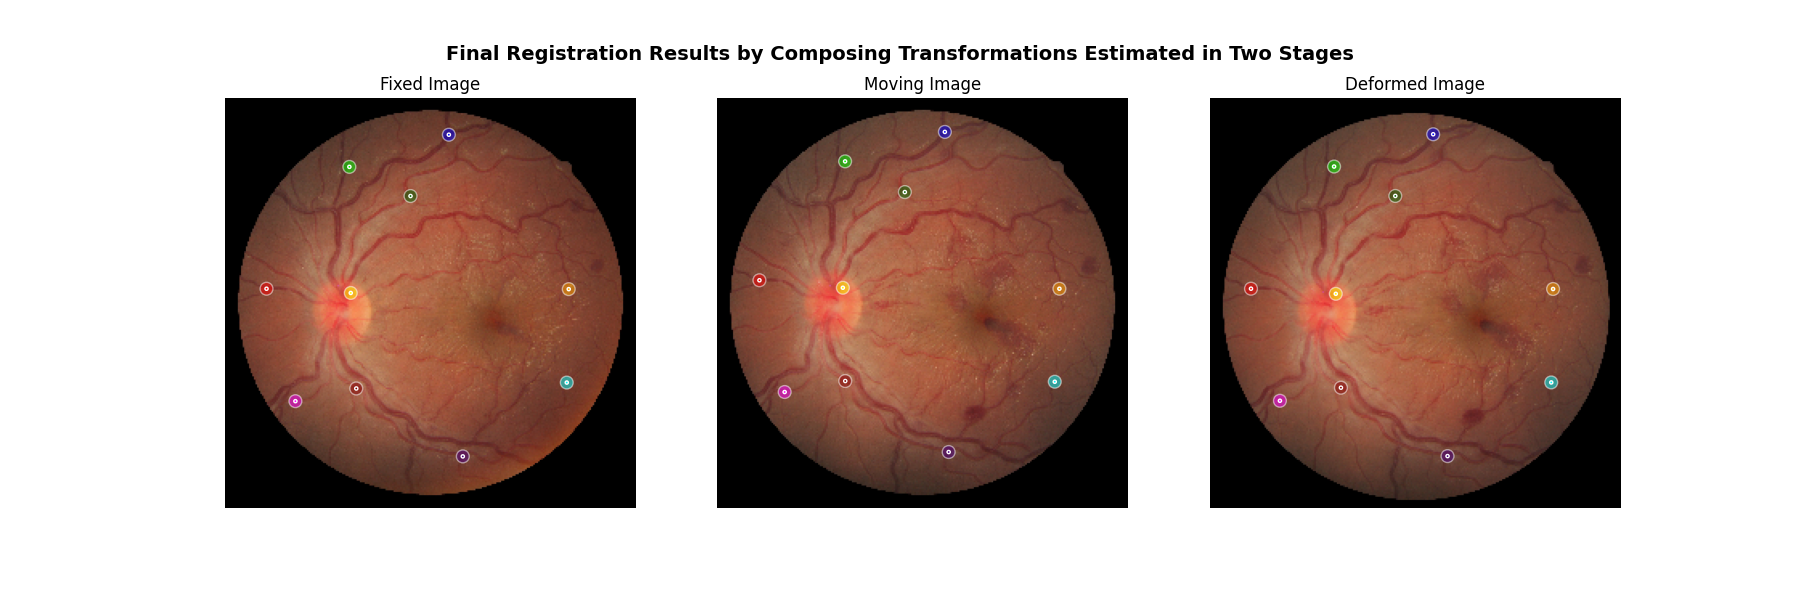 Final Registration Results by Composing Transformations Estimated in Two Stages
Fixed Image
Moving Image
Deformed Image